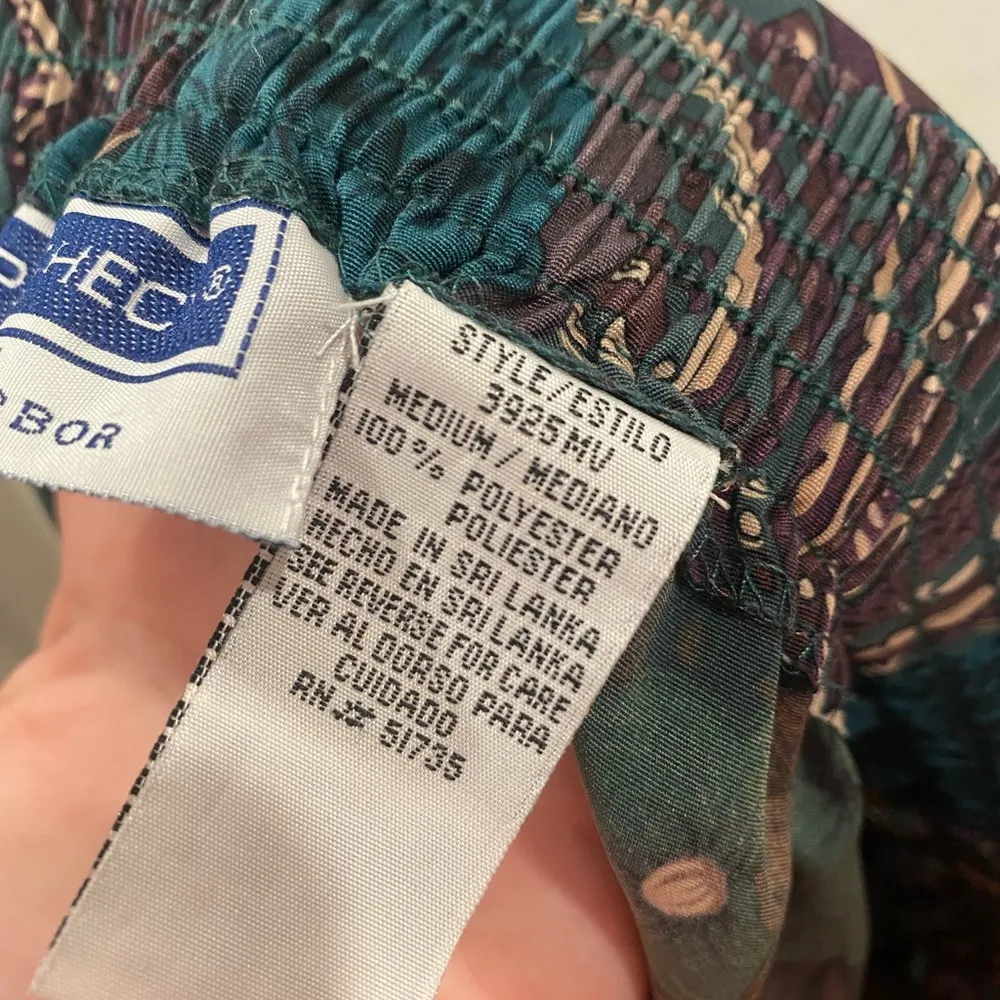 HEC
®
BOR
STYLE/ESTILO
3925MU
MEDIUM / MEDIANO
100% POLYESTER
POLIESTER
MADE IN SRI LANKA
HECHO EN SRI LANKA
SEE REVERSE FOR CARE
VER AL DORSO PARA
CUIDADO
RN # 51735